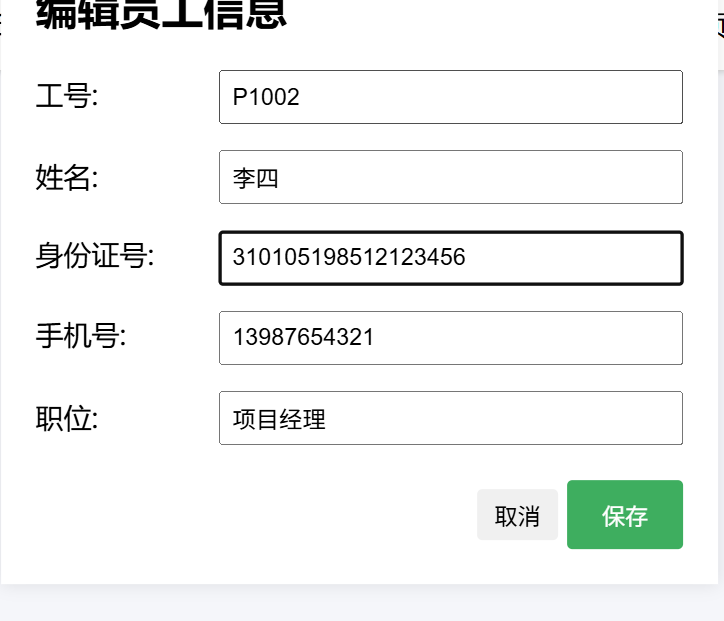 编辑员工信息
工号: P1002
姓名: 李四
身份证号: 310105198512123456
手机号: 13987654321
职位: 项目经理
取消 保存